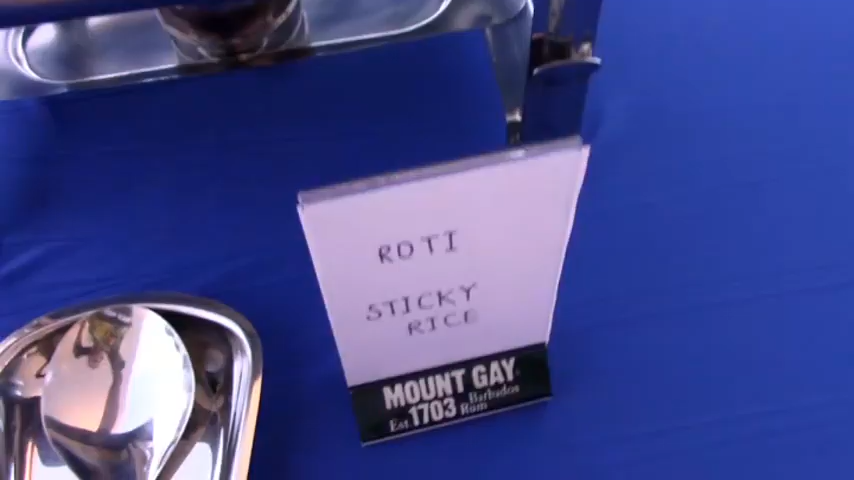 ROTI
STICKY
RICE
MOUNT GAY
Est. 1703 Barbados Rum